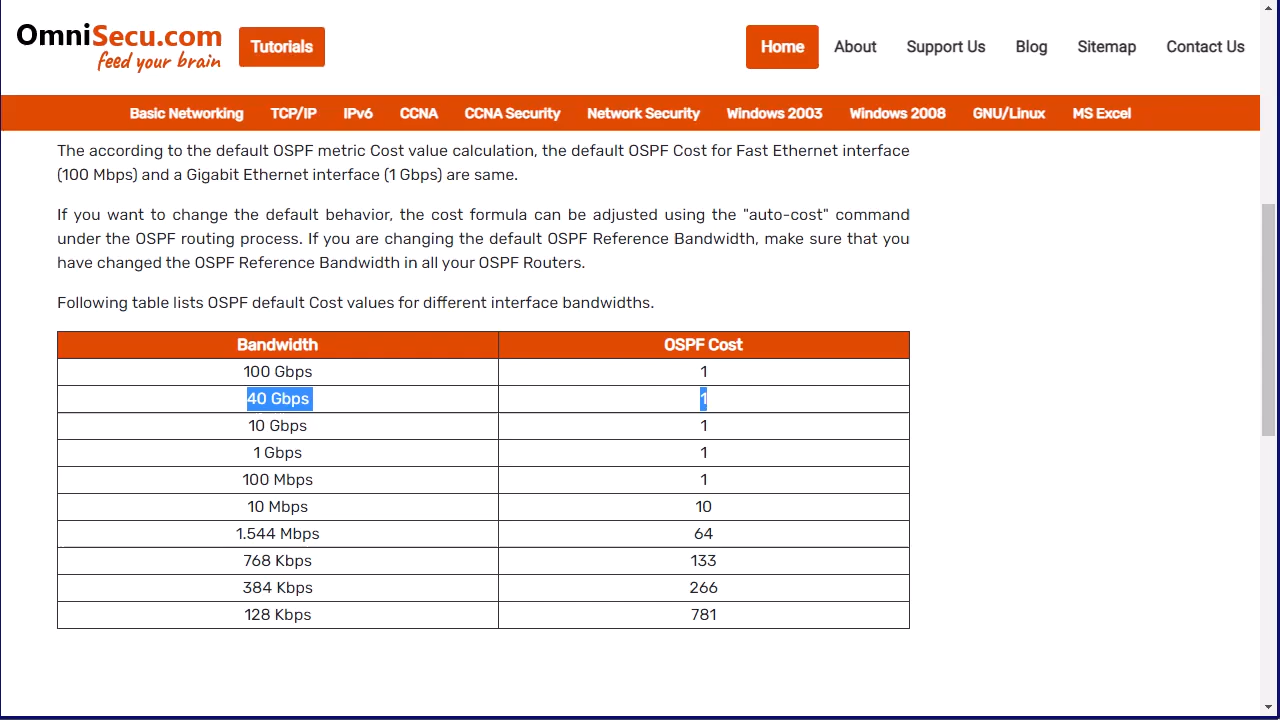 OmniSecu.com
feed your brain
Tutorials
Home About Support Us Blog Sitemap Contact Us
Basic Networking TCP/IP IPv6 CCNA CCNA Security Network Security Windows 2003 Windows 2008 GNU/Linux MS Excel
The according to the default OSPF metric Cost value calculation, the default OSPF Cost for Fast Ethernet interface
(100 Mbps) and a Gigabit Ethernet interface (1 Gbps) are same.
If you want to change the default behavior, the cost formula can be adjusted using the "auto-cost" command
under the OSPF routing process. If you are changing the default OSPF Reference Bandwidth, make sure that you
have changed the OSPF Reference Bandwidth in all your OSPF Routers.
Following table lists OSPF default Cost values for different interface bandwidths.
Bandwidth OSPF Cost
100 Gbps 1
40 Gbps 1
10 Gbps 1
1 Gbps 1
100 Mbps 1
10 Mbps 10
1.544 Mbps 64
768 Kbps 133
384 Kbps 266
128 Kbps 781